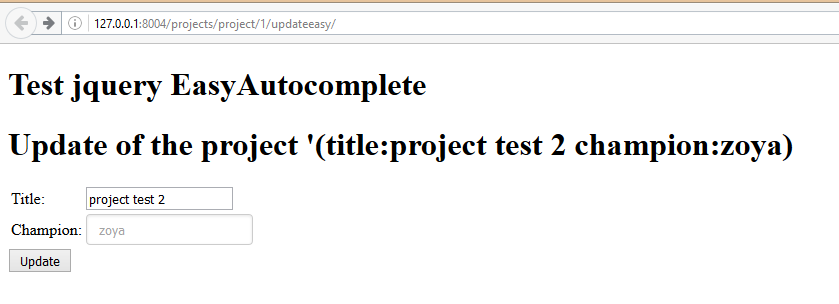 127.0.0.1:8004/projects/project/1/updateeasy/
Test jquery EasyAutocomplete
Update of the project '(title:project test 2 champion:zoya)
Title: project test 2
Champion: zoya
Update